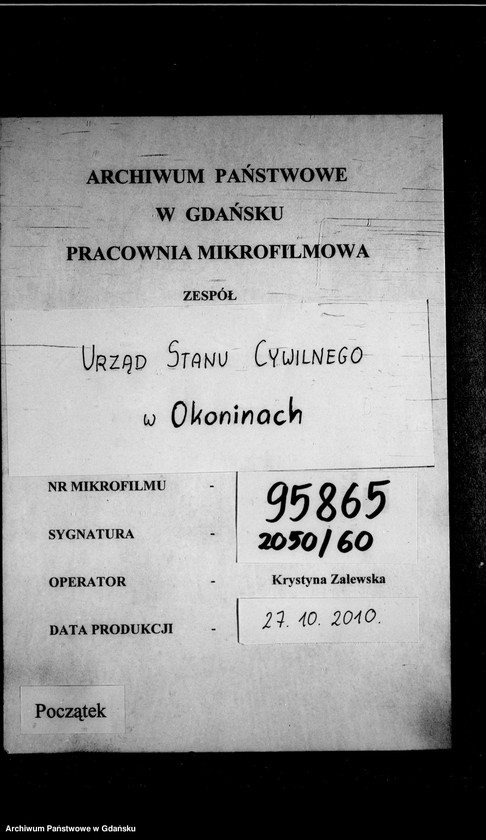 ARCHIWUM PAŃSTWOWE
W GDAŃSKU
PRACOWNIA MIKROFILMOWA
ZESPÓŁ
URZĄD STANU CYWILNEGO
w Okoninach
NR MIKROFILMU - 95865
SYGNATURA - 2050/60
OPERATOR - Krystyna Zalewska
DATA PRODUKCJI - 27. 10. 2010.
Początek
Archiwum Państwowe w Gdańsku